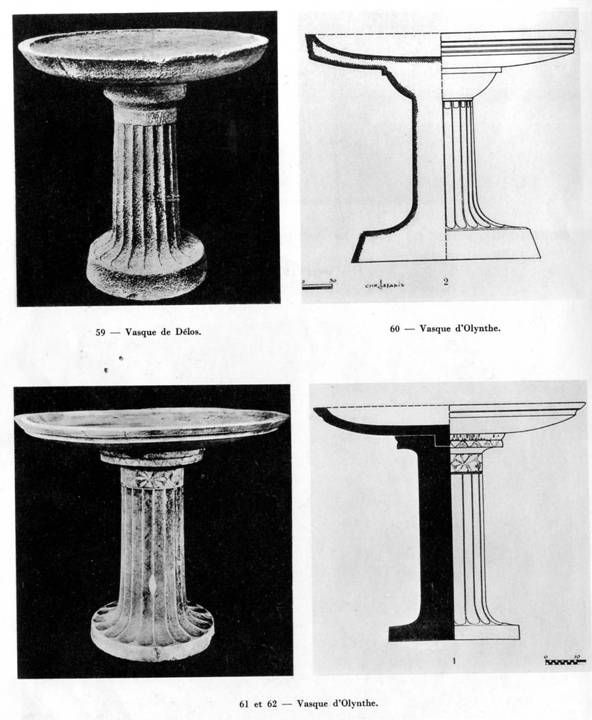 2
59 — Vasque de Délos.
60 — Vasque d'Olynthe.
1
61 et 62 — Vasque d'Olynthe.